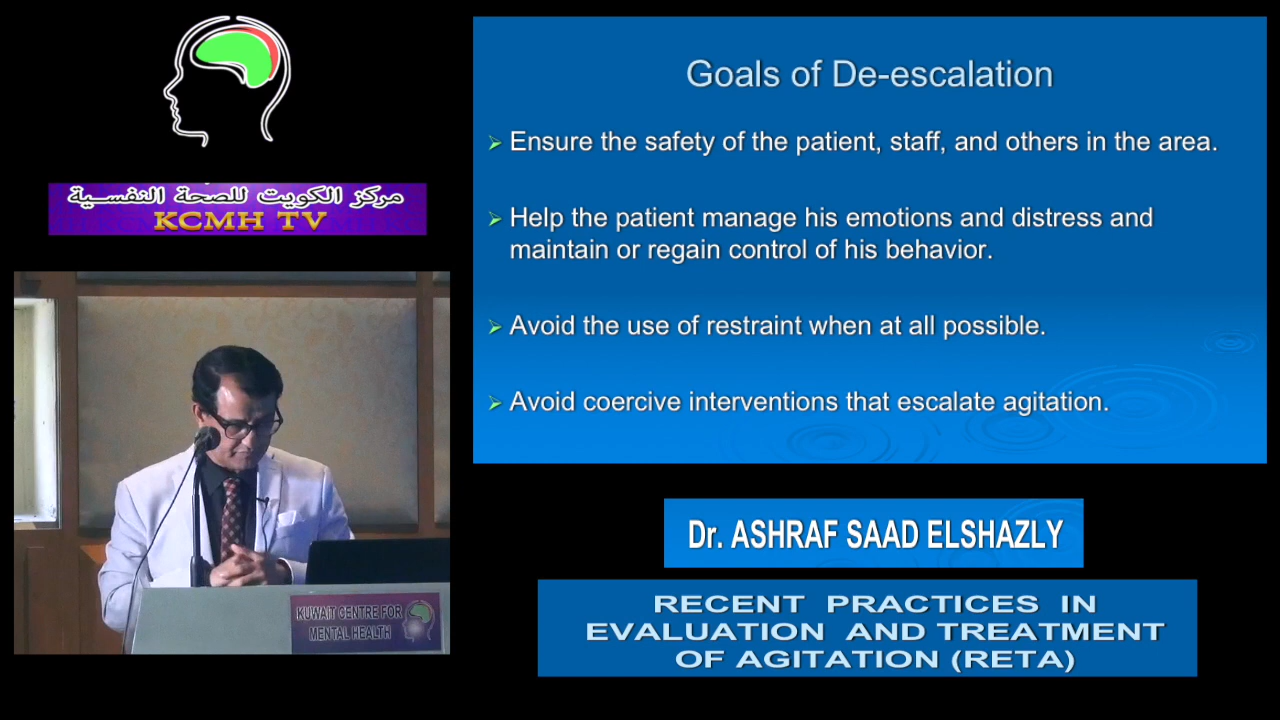 مركز الكويت للصحة النفسية
KCMH TV
Goals of De-escalation
Ensure the safety of the patient, staff, and others in the area.
Help the patient manage his emotions and distress and
maintain or regain control of his behavior.
Avoid the use of restraint when at all possible.
Avoid coercive interventions that escalate agitation.
KUWAIT CENTRE FOR
MENTAL HEALTH
Dr. ASHRAF SAAD ELSHAZLY
RECENT PRACTICES IN
EVALUATION AND TREATMENT
OF AGITATION (RETA)